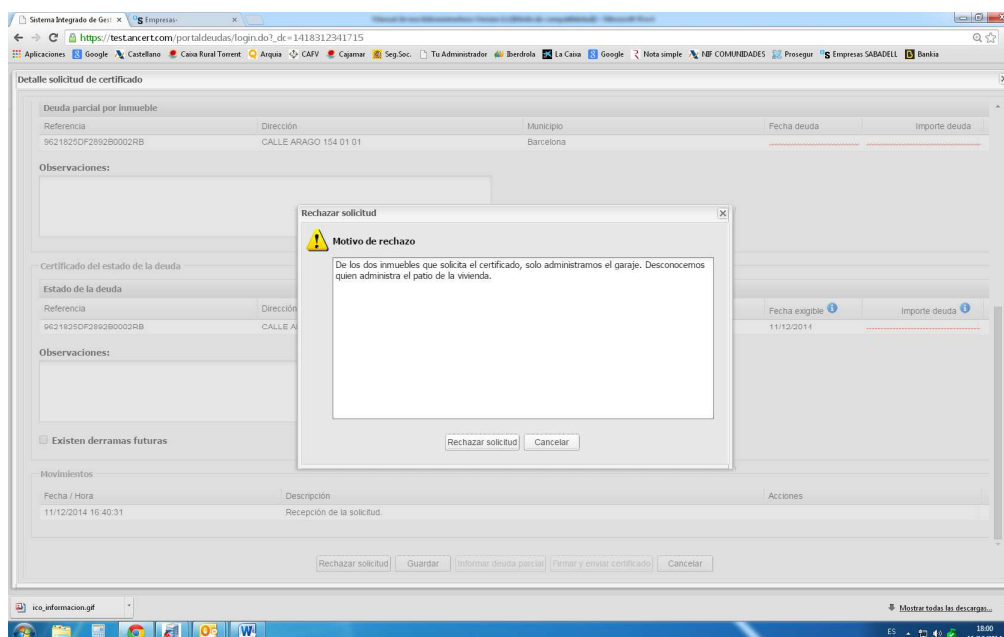 Sistema Integrado de Gest
Empresas-
https://test.ancert.com/portaldeudas/login.do?_dc=1418312341715
Aplicaciones Google Castellano Caixa Rural Torrent Arquia CAFV Cajamar Seg.Soc. Tu Administrador Iberdrola La Caixa Google Nota simple NIF COMUNIDADES Prosegur Empresas SABADELL Bankia
Detalle solicitud de certificado
Deuda parcial por inmueble
Referencia Dirección Municipio Fecha deuda Importe deuda
9621825DF2892B0002RB CALLE ARAGO 154 01 01 Barcelona
Observaciones:
Rechazar solicitud
Motivo de rechazo
De los dos inmuebles que solicita el certificado, solo administramos el garaje. Desconocemos
quien administra el patio de la vivienda.
Rechazar solicitud Cancelar
Certificado del estado de la deuda
Estado de la deuda
Referencia Dirección Fecha exigible Importe deuda
9621825DF2892B0002RB CALLE A 11/12/2014
Observaciones:
Existen derramas futuras
Movimientos
Fecha / Hora Descripción Acciones
11/12/2014 16:40:31 Recepción de la solicitud.
Rechazar solicitud Guardar Informar deuda parcial Firmar y enviar certificado Cancelar
ico_informacion.gif Mostrar todas las descargas...
ES 18:00